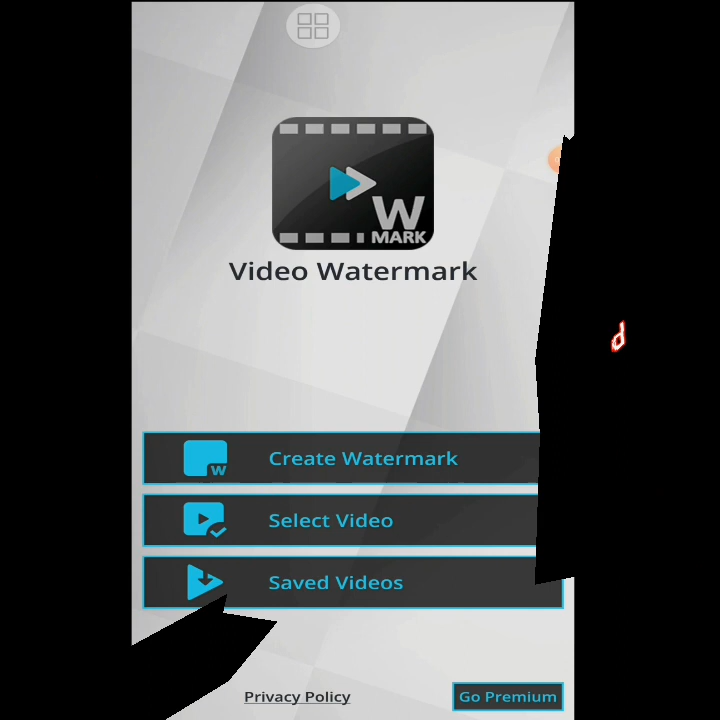 W
MARK
Video Watermark
d
Create Watermark
W
Select Video
Saved Videos
Privacy Policy
Go Premium